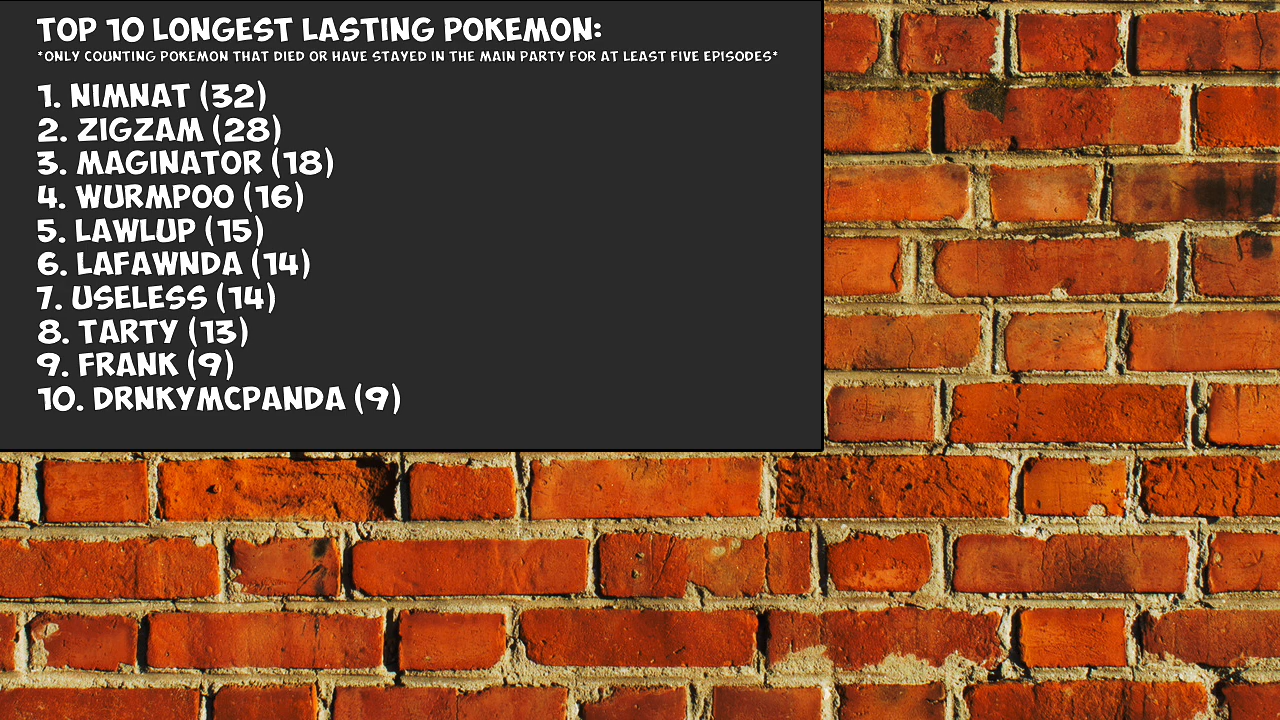 TOP 10 LONGEST LASTING POKEMON:
*ONLY COUNTING POKEMON THAT DIED OR HAVE STAYED IN THE MAIN PARTY FOR AT LEAST FIVE EPISODES*
1. NIMNAT (32)
2. ZIGZAM (28)
3. MAGINATOR (18)
4. WURMPOO (16)
5. LAWLUP (15)
6. LAFAWNDA (14)
7. USELESS (14)
8. TARTY (13)
9. FRANK (9)
10. DRNKYMCPANDA (9)